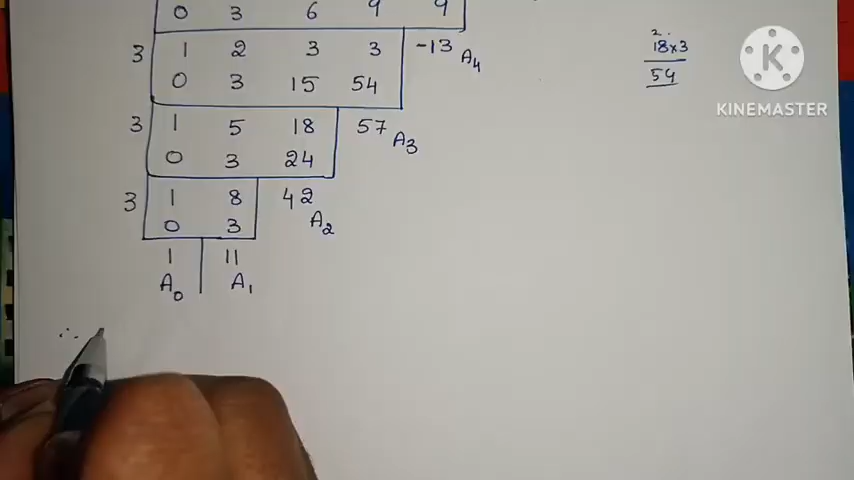 0 3 6 9 9
3 1 2 3 3 -13 A4
0 3 15 54
3 1 5 18 57 A3
0 3 24
3 1 8 42 A2
0 3
1 11
A0 A1
∴
2
18x3
54
KINEMASTER